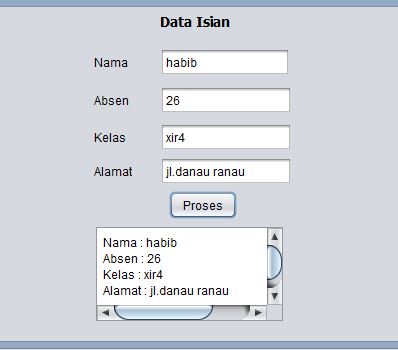 Data Isian
Nama habib
Absen 26
Kelas xir4
Alamat jl.danau ranau
Proses
Nama : habib
Absen : 26
Kelas : xir4
Alamat : jl.danau ranau